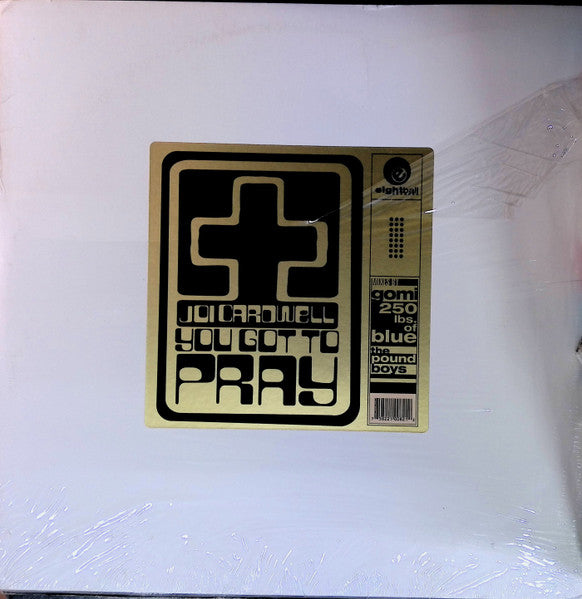 JOI CARDWELL
YOU GOT TO
PRAY
eightball
MIXES BY
gomi
250
lbs.
of
blue
the
pound
boys